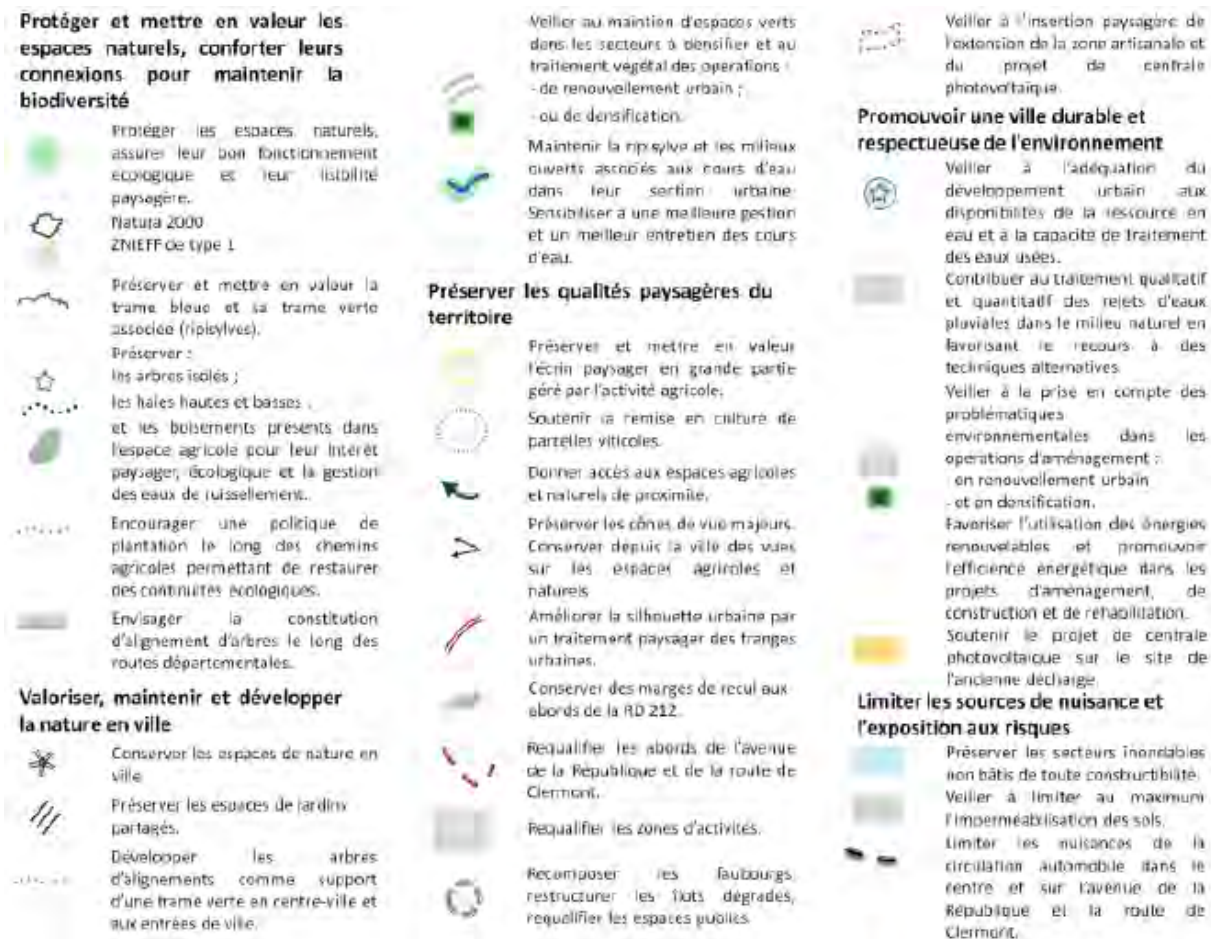 Protéger et mettre en valeur les
espaces naturels, conforter leurs
connexions pour maintenir la
biodiversité
Protéger les espaces naturels,
assurer leur bon fonctionnement
écologique et leur lisibilité
paysagère.
Natura 2000
ZNIEFF de type 1
Préserver et mettre en valeur la
trame bleue et sa trame verte
associée (ripisylves).
Préserver :
les arbres isolés ;
les haies hautes et basses ;
et les boisements présents dans
l'espace agricole pour leur intérêt
paysager, écologique et la gestion
des eaux de ruissellement.
Encourager une politique de
plantation le long des chemins
agricoles permettant de restaurer
des continuités écologiques.
Envisager la constitution
d'alignement d'arbres le long des
routes départementales.
Valoriser, maintenir et développer
la nature en ville
Conserver les espaces de nature en
ville
Préserver les espaces de jardins
partagés.
Développer les arbres
d'alignements comme support
d'une trame verte en centre-ville et
aux entrées de ville.
Veiller au maintien d'espaces verts
dans les secteurs à densifier et au
traitement végétal des opérations :
- de renouvellement urbain ;
- ou de densification.
Maintenir la ripisylve et les milieux
ouverts associés aux cours d'eau
dans leur section urbaine.
Sensibiliser à une meilleure gestion
et un meilleur entretien des cours
d'eau.
Préserver les qualités paysagères du
territoire
Préserver et mettre en valeur
l'écrin paysager en grande partie
géré par l'activité agricole.
Soutenir la remise en culture de
parcelles viticoles.
Donner accès aux espaces agricoles
et naturels de proximité.
Préserver les cônes de vue majeurs.
Conserver depuis la ville des vues
sur les espaces agricoles et
naturels
Améliorer la silhouette urbaine par
un traitement paysager des franges
urbaines.
Conserver des marges de recul aux
abords de la RD 212.
Requalifier les abords de l'avenue
de la République et de la route de
Clermont.
Requalifier les zones d'activités.
Recomposer les faubourgs,
restructurer les îlots dégradés,
requalifier les espaces publics
Veiller à l'insertion paysagère de
l'extension de la zone artisanale et
du projet de centrale
photovoltaïque.
Promouvoir une ville durable et
respectueuse de l'environnement
Veiller à l'adéquation du
développement urbain aux
disponibilités de la ressource en
eau et à la capacité de traitement
des eaux usées.
Contribuer au traitement qualitatif
et quantitatif des rejets d'eaux
pluviales dans le milieu naturel en
favorisant le recours à des
techniques alternatives
Veiller à la prise en compte des
problématiques
environnementales dans les
opérations d'aménagement :
- en renouvellement urbain
- et en densification.
Favoriser l'utilisation des énergies
renouvelables et promouvoir
l'efficience énergétique dans les
projets d'aménagement, de
construction et de réhabilitation.
Soutenir le projet de centrale
photovoltaïque sur le site de
l'ancienne décharge
Limiter les sources de nuisance et
l'exposition aux risques
Préserver les secteurs inondables
non bâtis de toute constructibilité.
Veiller à limiter au maximum
l'imperméabilisation des sols.
Limiter les nuisances de la
circulation automobile dans le
centre et sur l'avenue de la
République et la route de
Clermont.